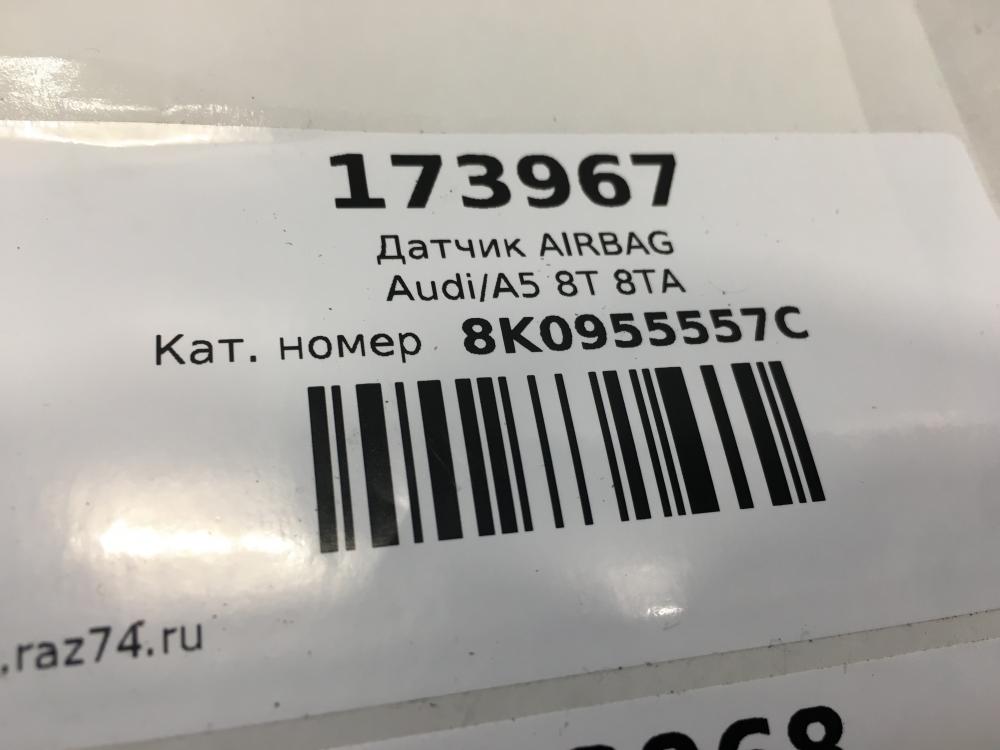 173967
Датчик AIRBAG
Audi/A5 8T 8TA
Кат. номер 8K0955557C
.raz74.ru